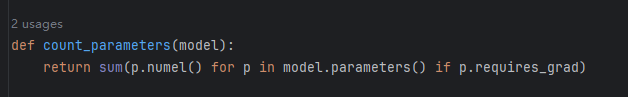 2 usages
def count_parameters(model):
    return sum(p.numel() for p in model.parameters() if p.requires_grad)